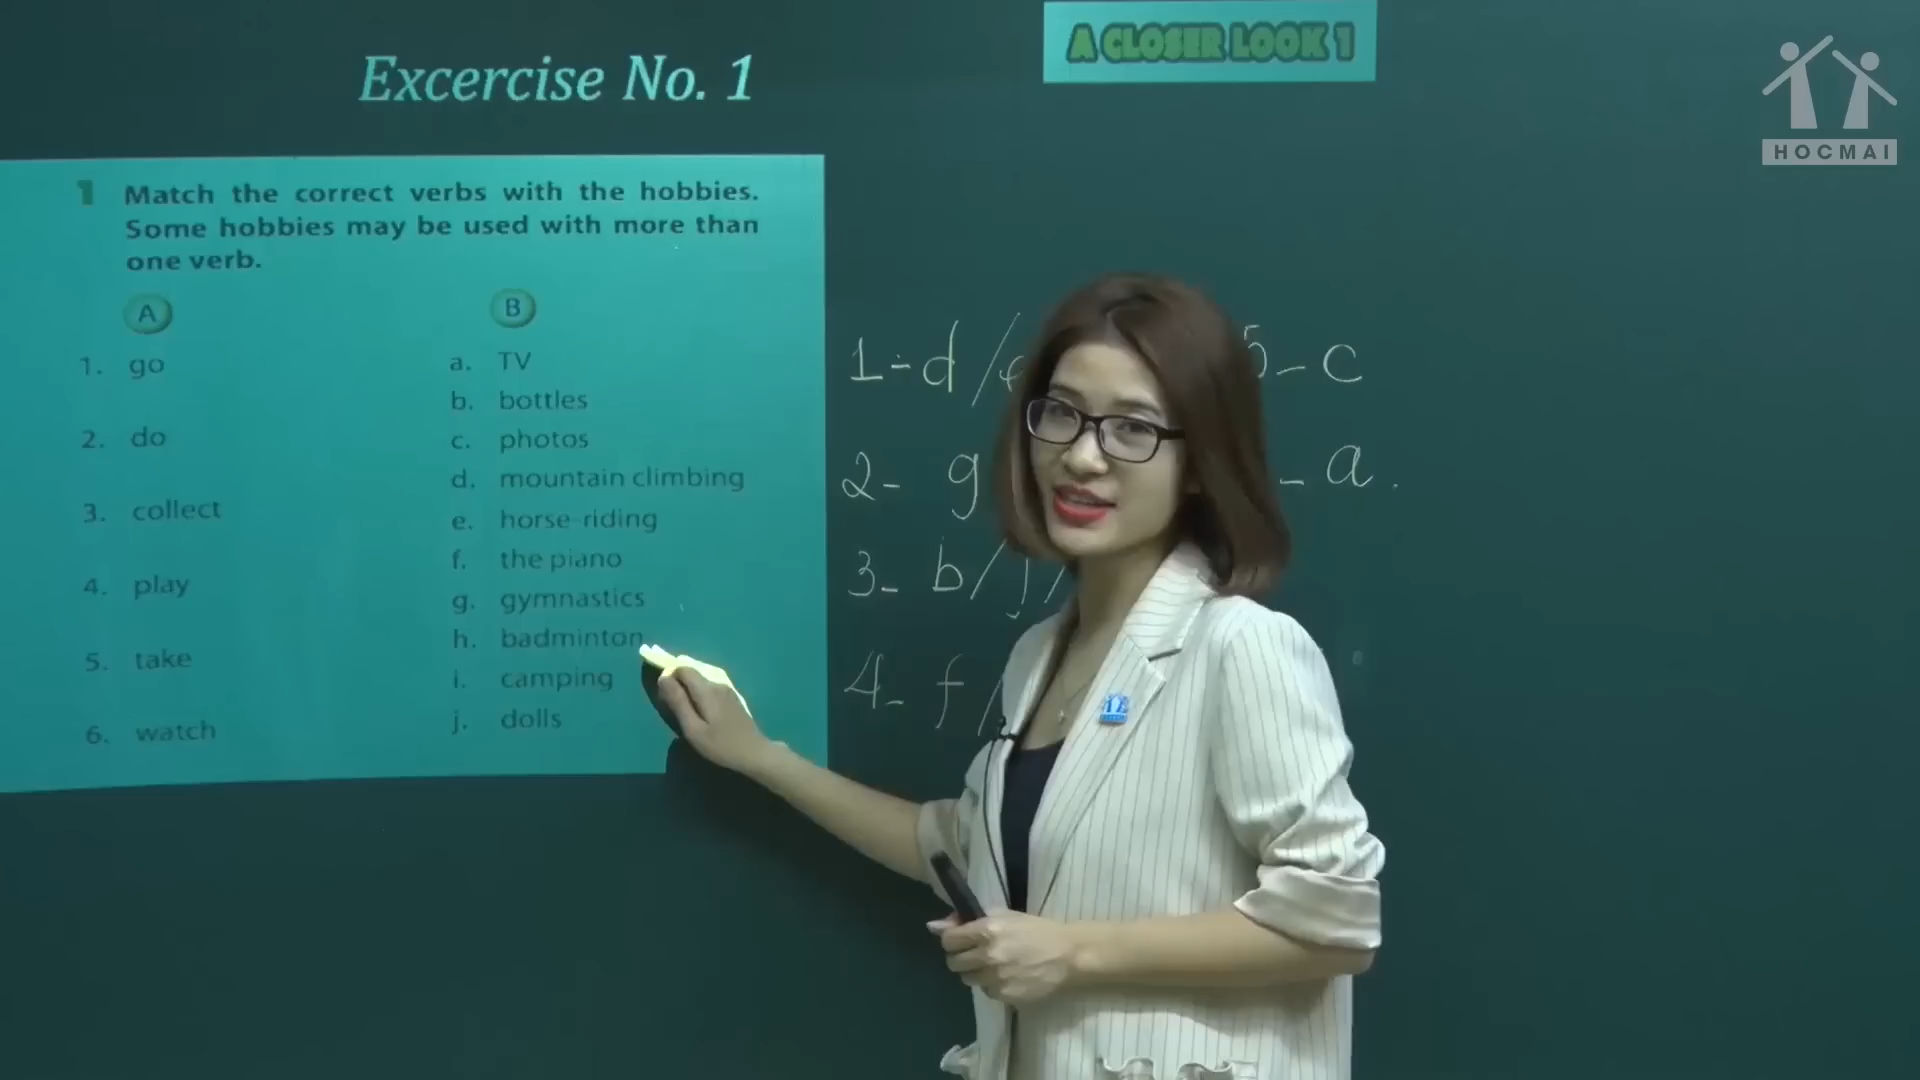 Excercise No. 1
A CLOSER LOOK 1
HOCMAI
1 Match the correct verbs with the hobbies.
Some hobbies may be used with more than
one verb.
A
B
1. go
2. do
3. collect
4. play
5. take
6. watch
a. TV
b. bottles
c. photos
d. mountain climbing
e. horse-riding
f. the piano
g. gymnastics
h. badminton
i. camping
j. dolls
1-d/
2- g
3- b/j/
4- f/
5-c
- a.